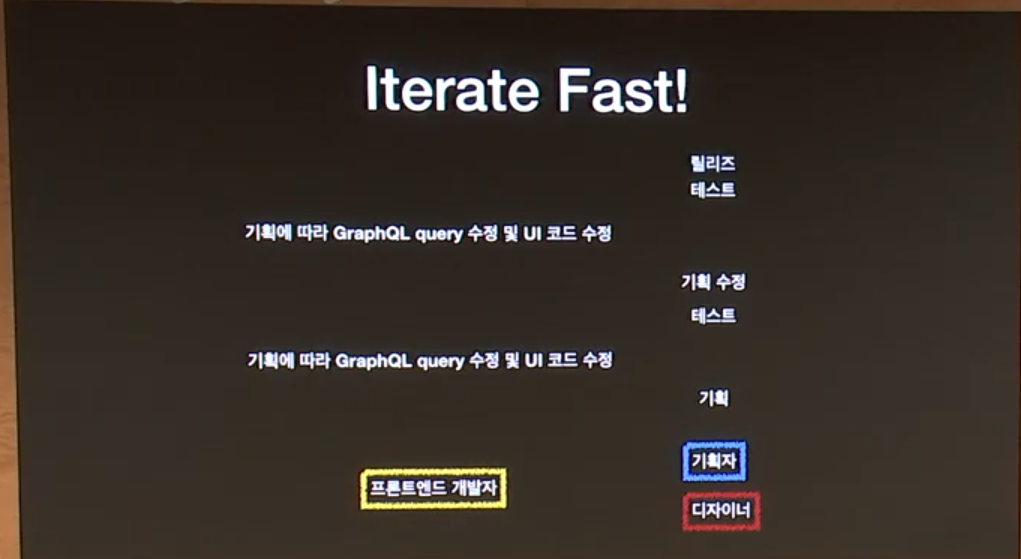 Iterate Fast!
릴리즈
테스트
기획에 따라 GraphQL query 수정 및 UI 코드 수정
기획 수정
테스트
기획에 따라 GraphQL query 수정 및 UI 코드 수정
기획
기획자
프론트엔드 개발자
디자이너